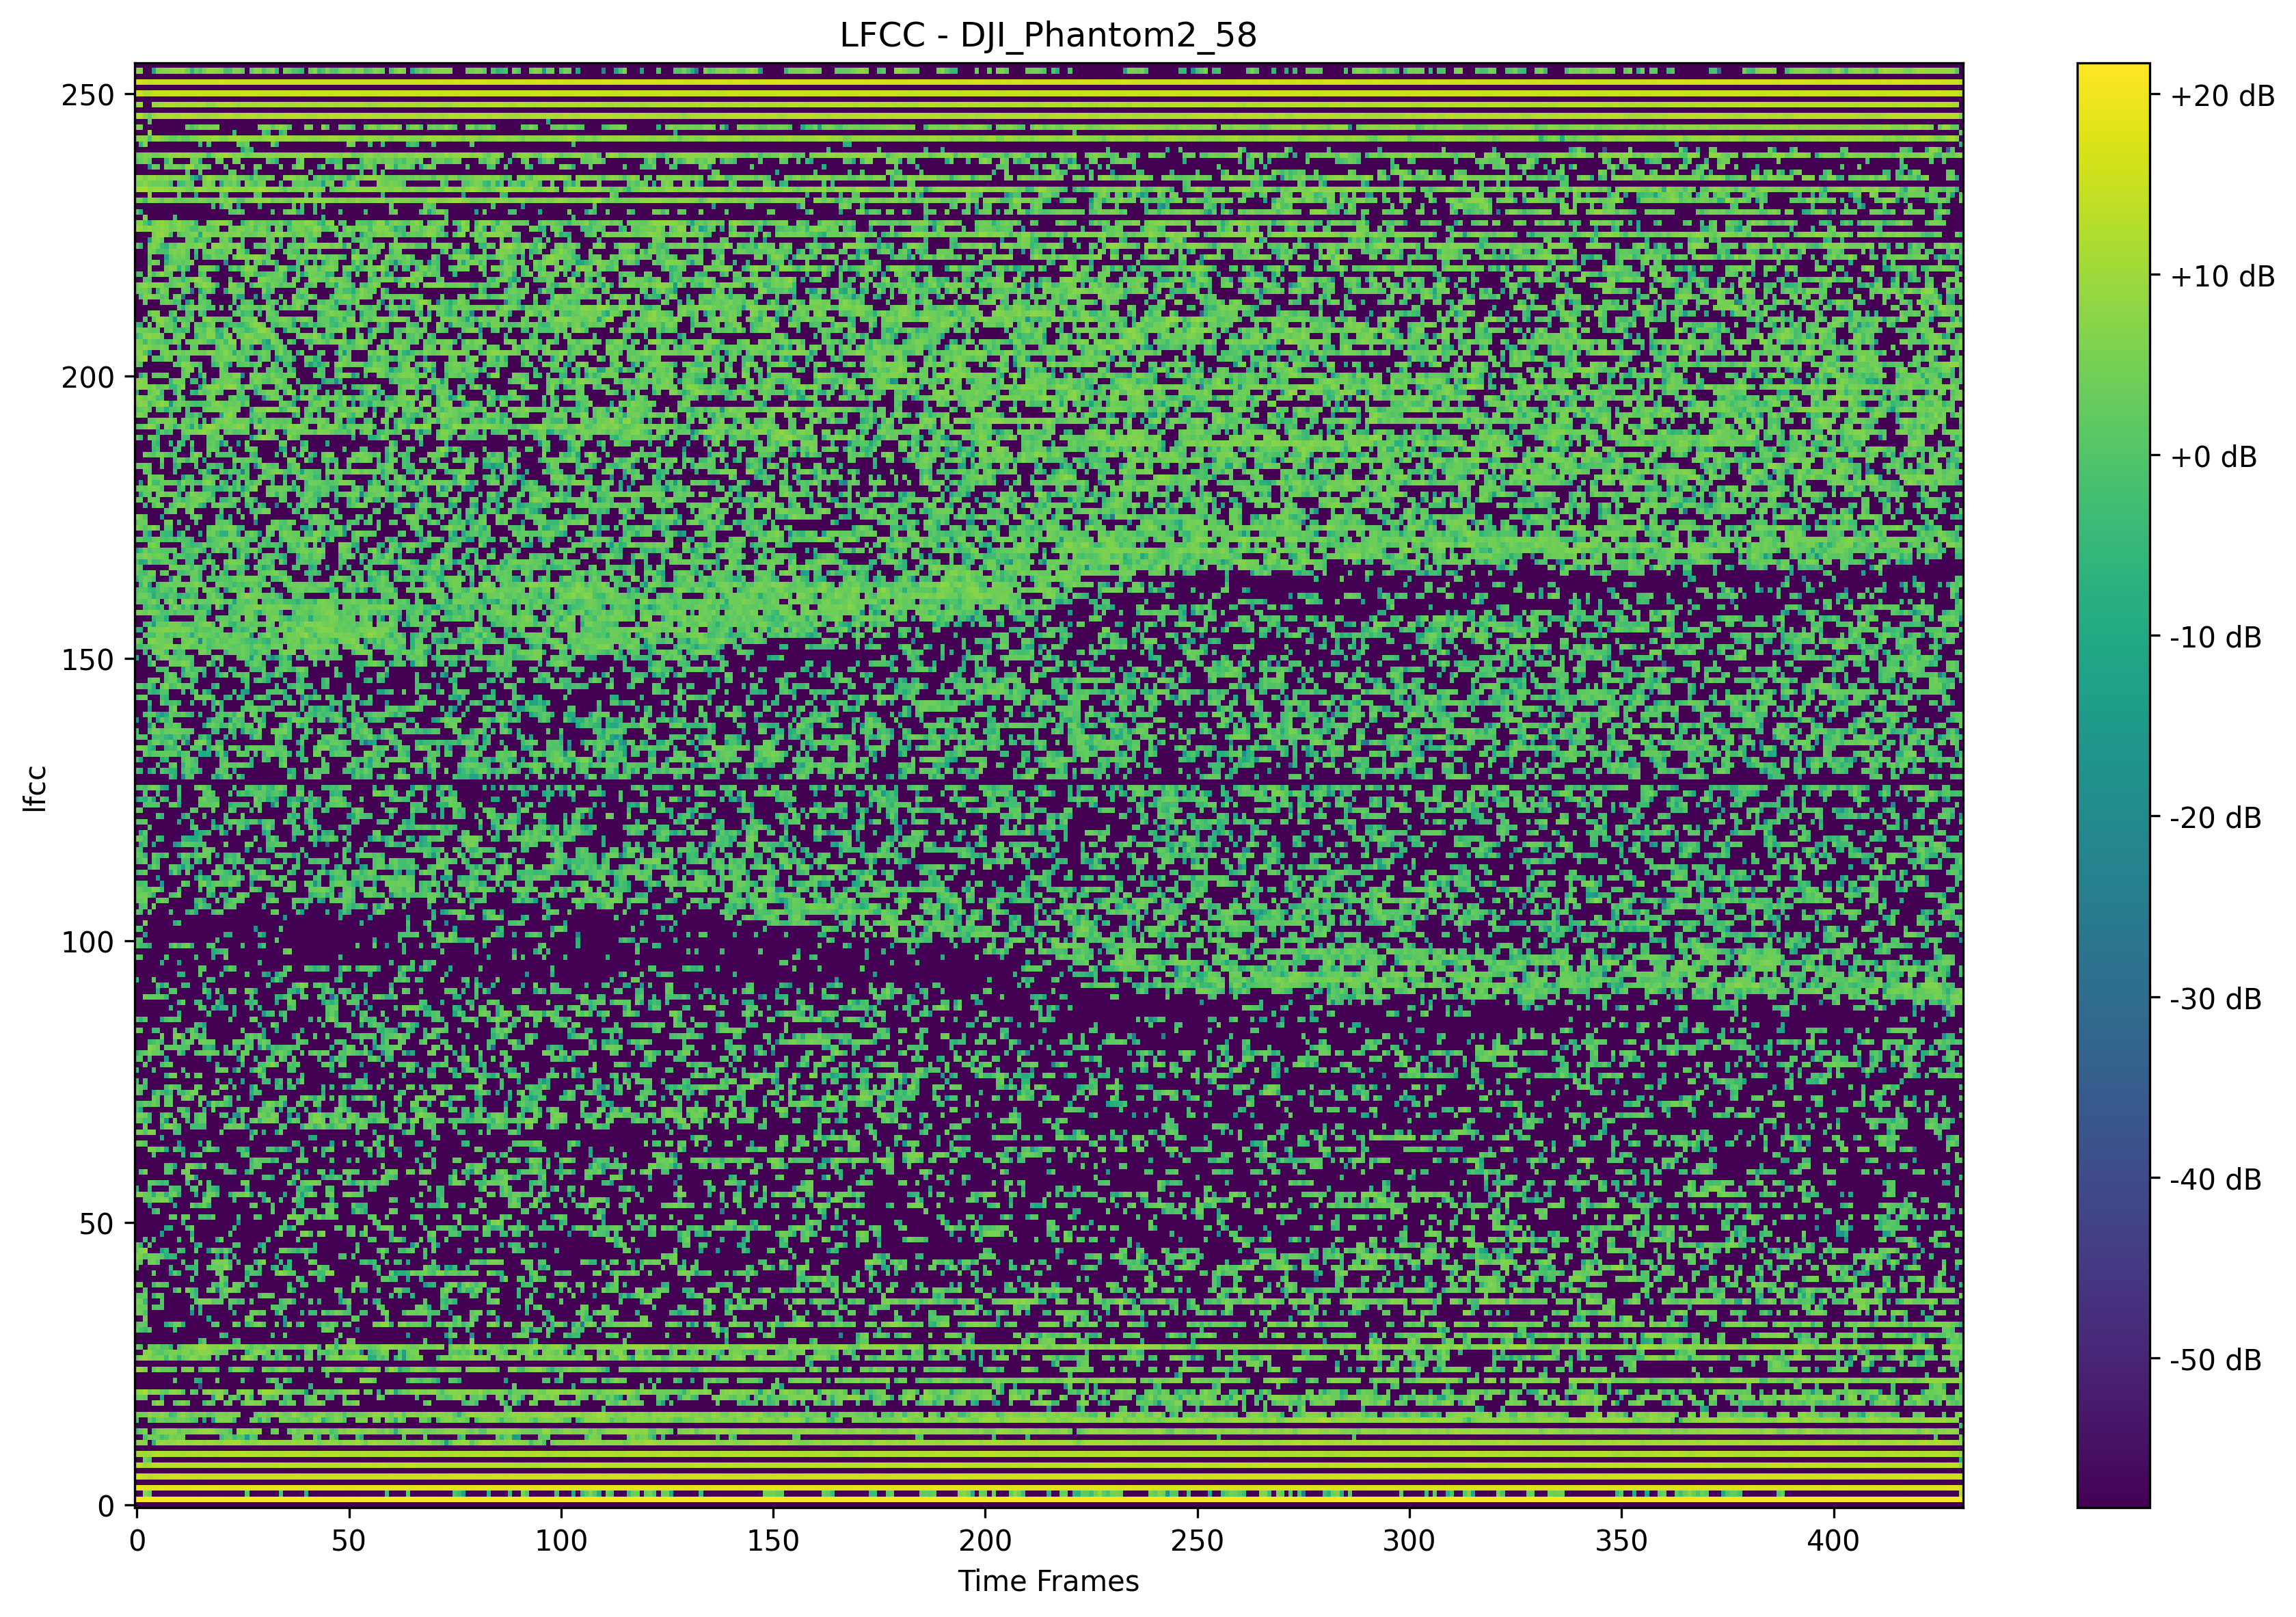 LFCC - DJI_Phantom2_58
250
200
150
100
50
0
lfcc
0 50 100 150 200 250 300 350 400
Time Frames
+20 dB
+10 dB
+0 dB
-10 dB
-20 dB
-30 dB
-40 dB
-50 dB